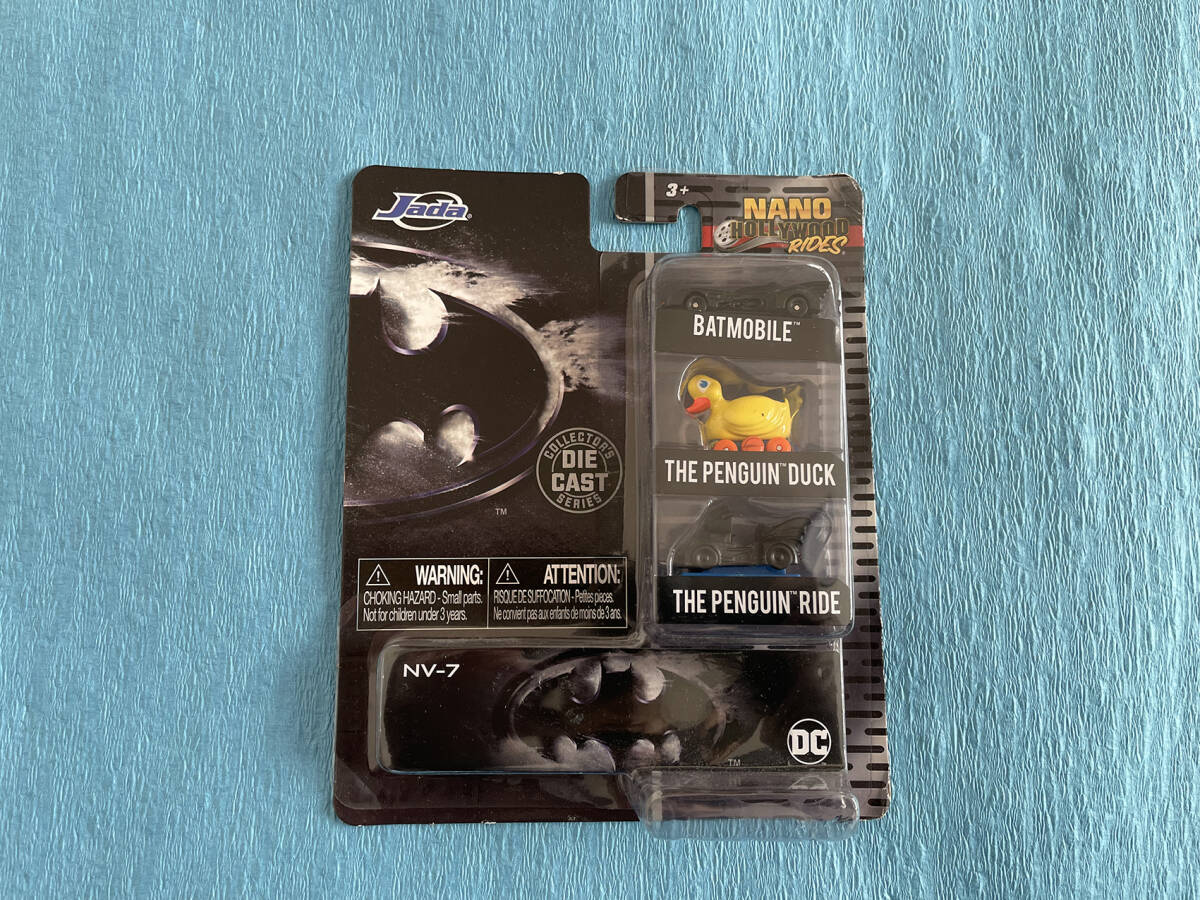 Jada®
3+
NANO
HOLLYWOOD
RIDES®
BATMOBILE™
THE PENGUIN™ DUCK
THE PENGUIN™ RIDE
COLLECTOR'S
DIE
CAST
SERIES
TM
WARNING:
CHOKING HAZARD - Small parts.
Not for children under 3 years.
ATTENTION:
RISQUE DE SUFFOCATION - Petites pieces.
Ne convient pas aux enfants de moins de 3 ans.
NV-7
TM
DC